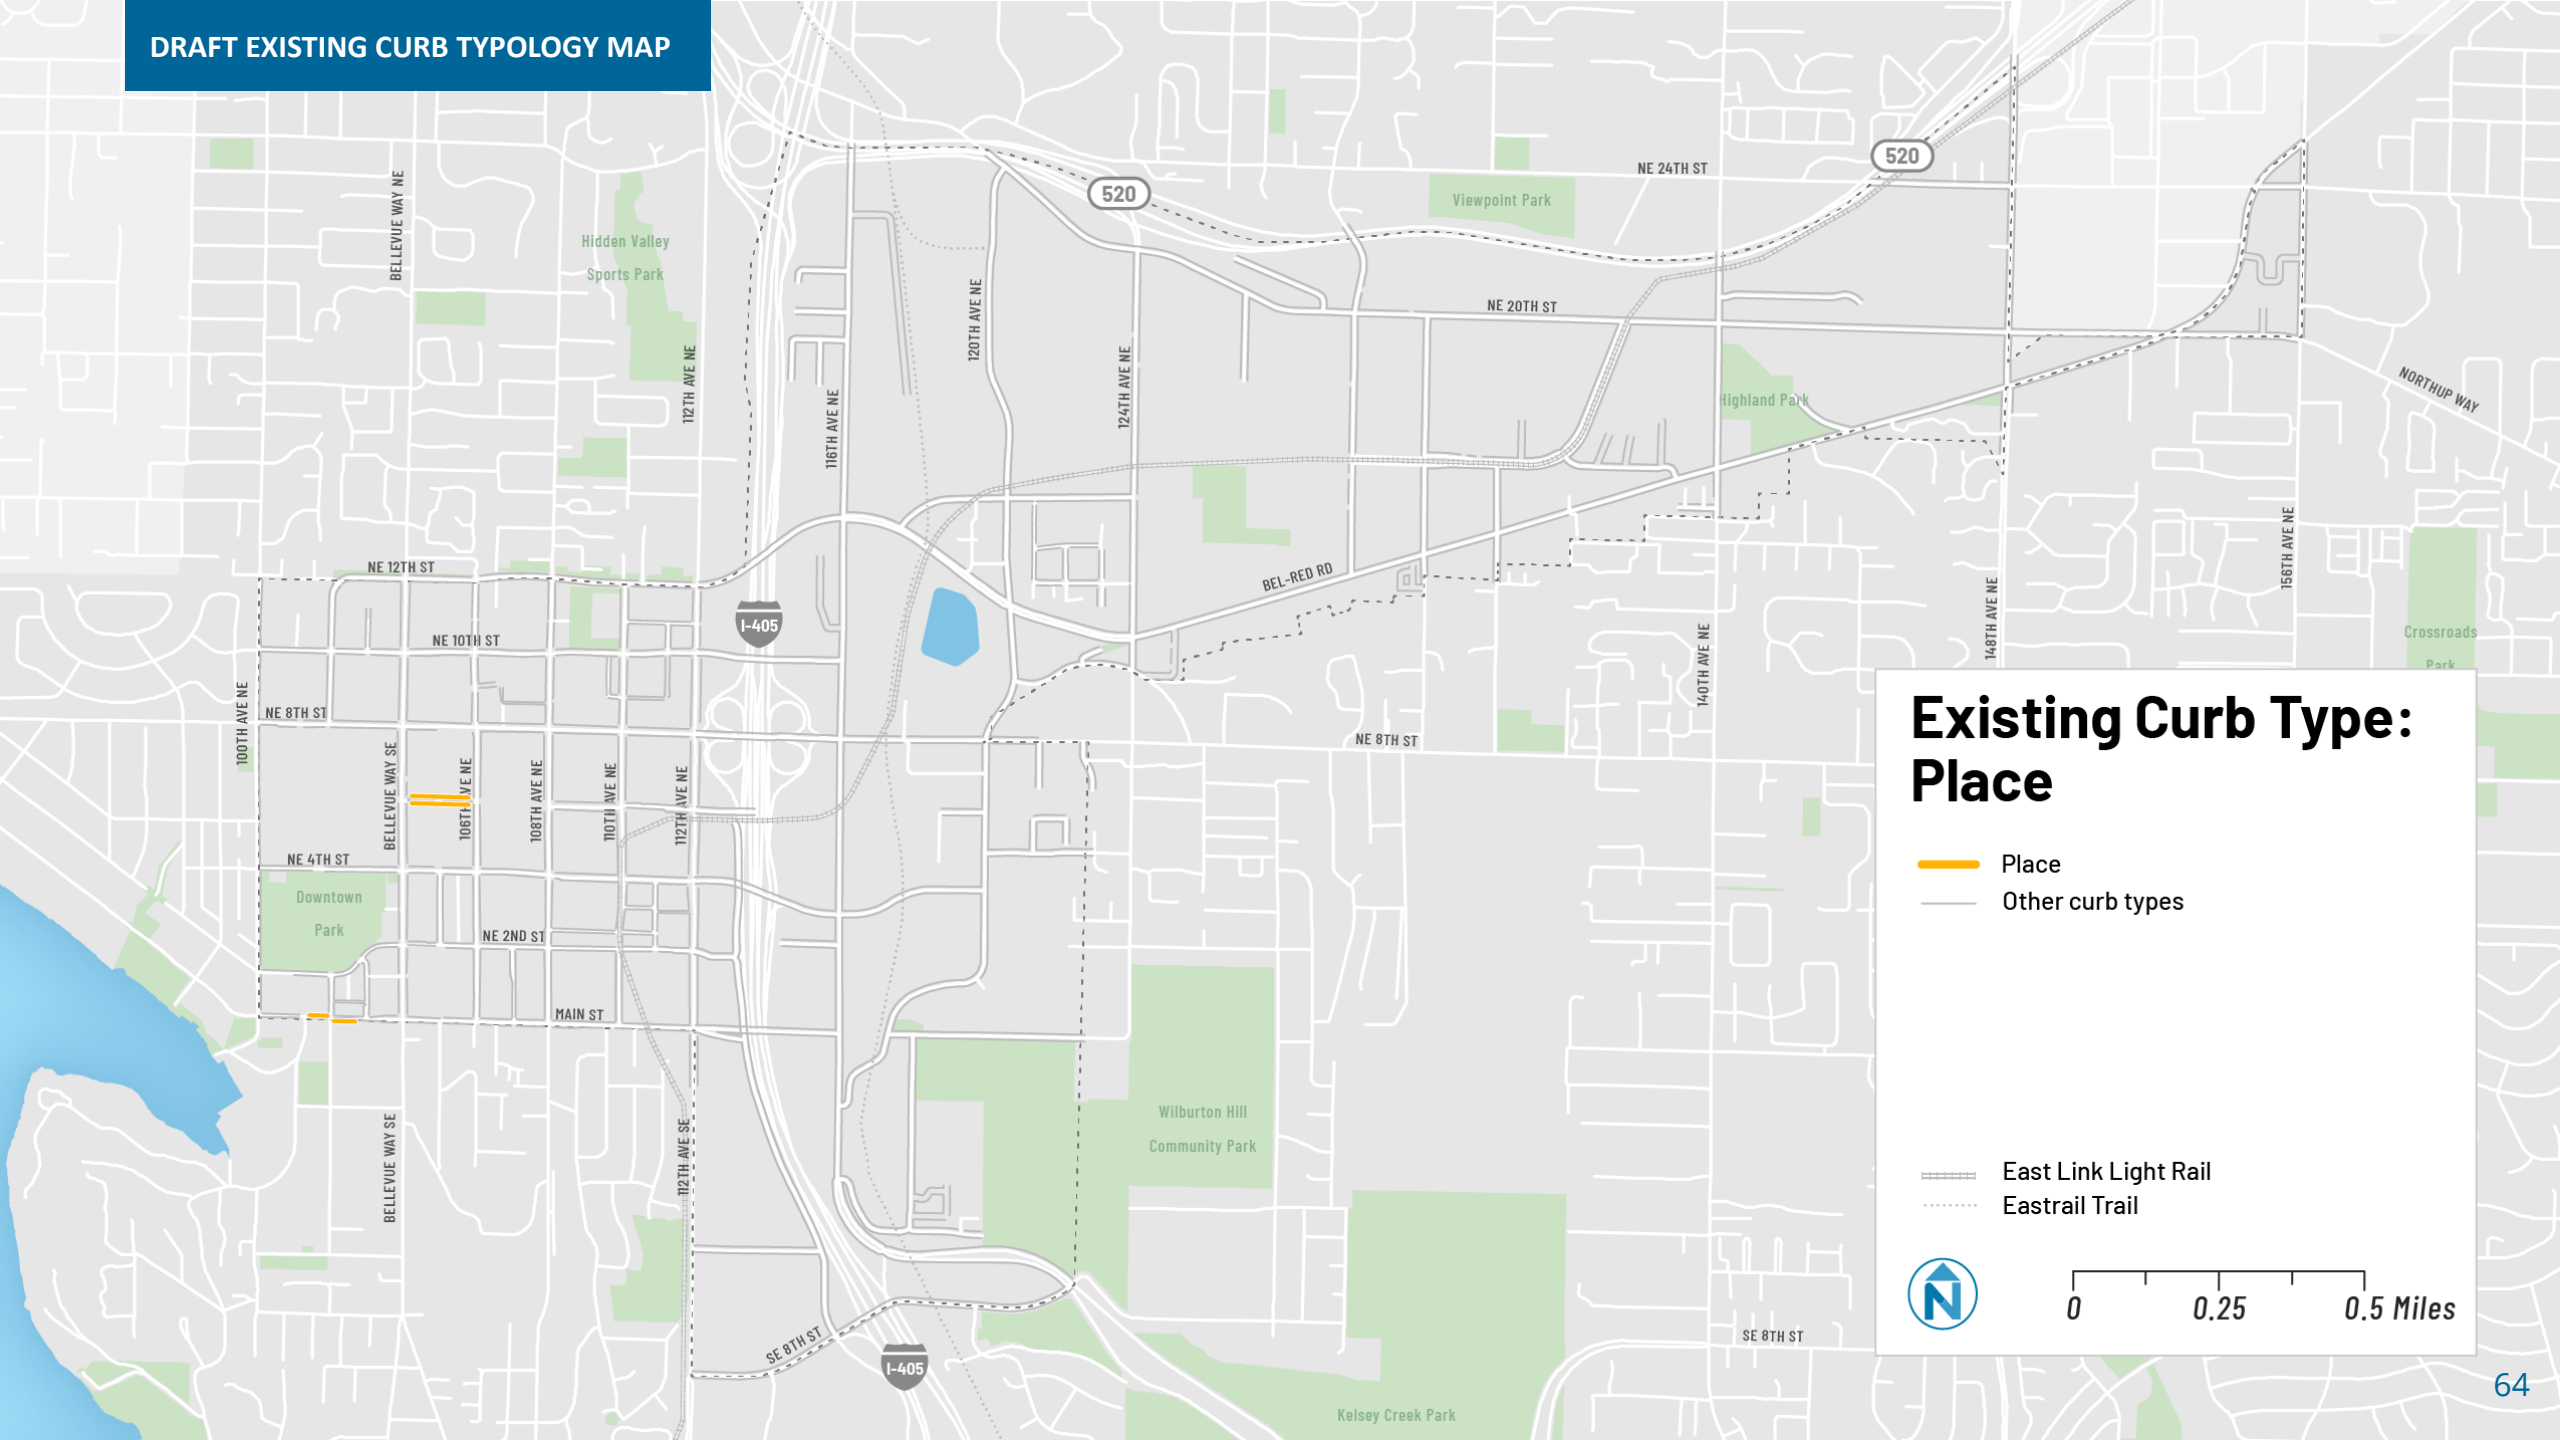 DRAFT EXISTING CURB TYPOLOGY MAP
520
NE 24TH ST
520
Viewpoint Park
BELLEVUE WAY NE
Hidden Valley
Sports Park
120TH AVE NE
NE 20TH ST
112TH AVE NE
124TH AVE NE
116TH AVE NE
Highland Park
NORTHUP WAY
NE 12TH ST
BEL-RED RD
156TH AVE NE
148TH AVE NE
I-405
NE 10TH ST
140TH AVE NE
Crossroads
Park
100TH AVE NE
NE 8TH ST
NE 8TH ST
BELLEVUE WAY SE
106TH AVE NE
108TH AVE NE
110TH AVE NE
112TH AVE NE
NE 4TH ST
Downtown
Park
NE 2ND ST
MAIN ST
Wilburton Hill
Community Park
BELLEVUE WAY SE
112TH AVE SE
SE 8TH ST
I-405
SE 8TH ST
Kelsey Creek Park
Existing Curb Type:
Place
Place
Other curb types
East Link Light Rail
Eastrail Trail
N
0 0.25 0.5 Miles
64